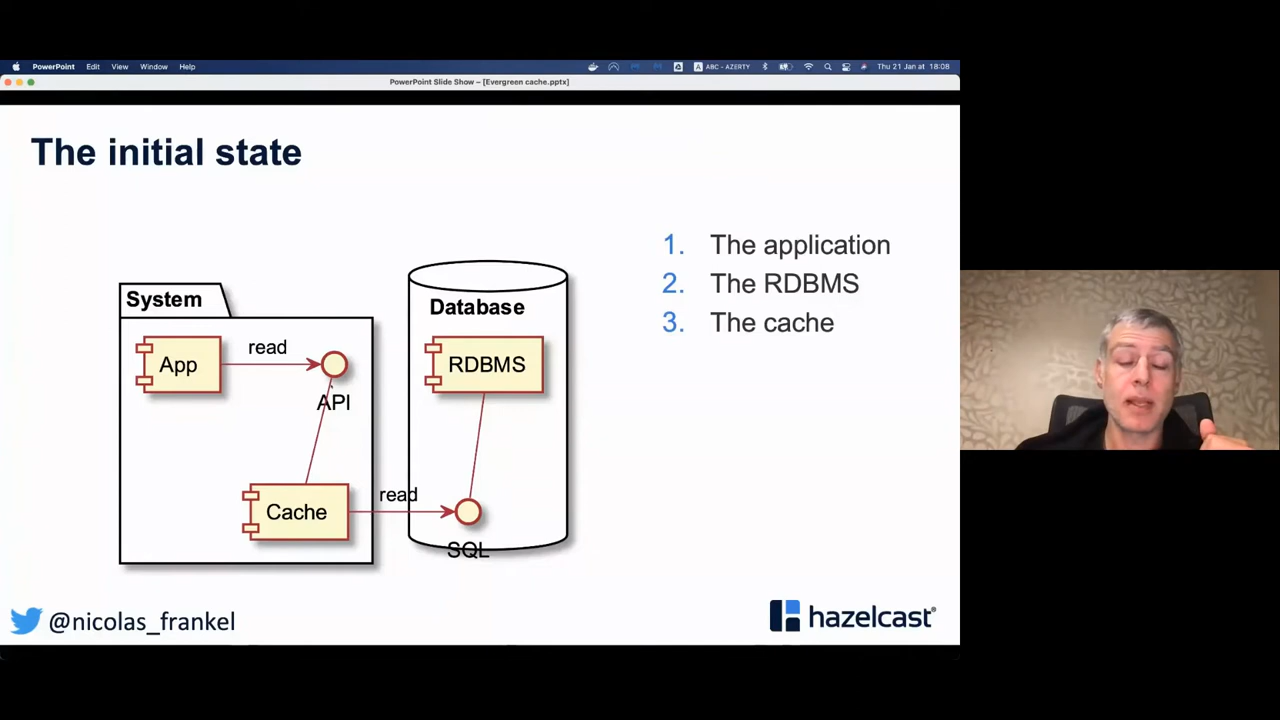 PowerPoint Edit View Window Help ABC - AZERTY Thu 21 Jan at 18:08
PowerPoint Slide Show – [Evergreen cache.pptx]
The initial state
System
App
read
API
Cache
read
Database
RDBMS
SQL
1. The application
2. The RDBMS
3. The cache
@nicolas_frankel
hazelcast®